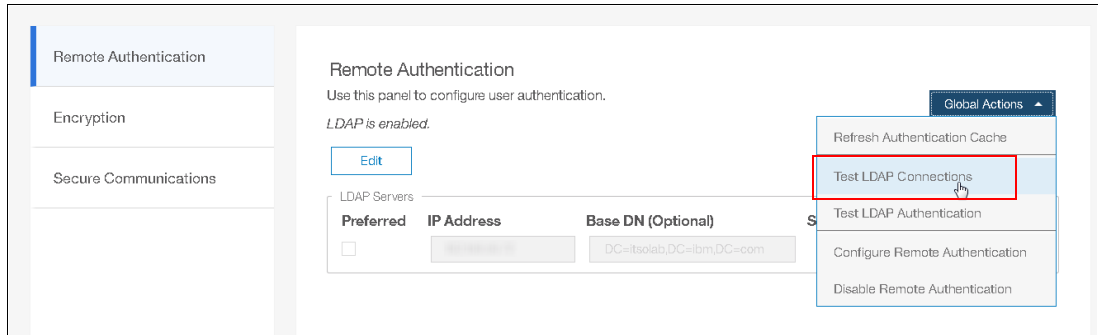 Remote Authentication
Encryption
Secure Communications
Remote Authentication
Use this panel to configure user authentication.
LDAP is enabled.
Edit
Global Actions
Refresh Authentication Cache
Test LDAP Connections
Test LDAP Authentication
Configure Remote Authentication
Disable Remote Authentication
LDAP Servers
Preferred IP Address Base DN (Optional)
DC=itsolab,DC=ibm,DC=com